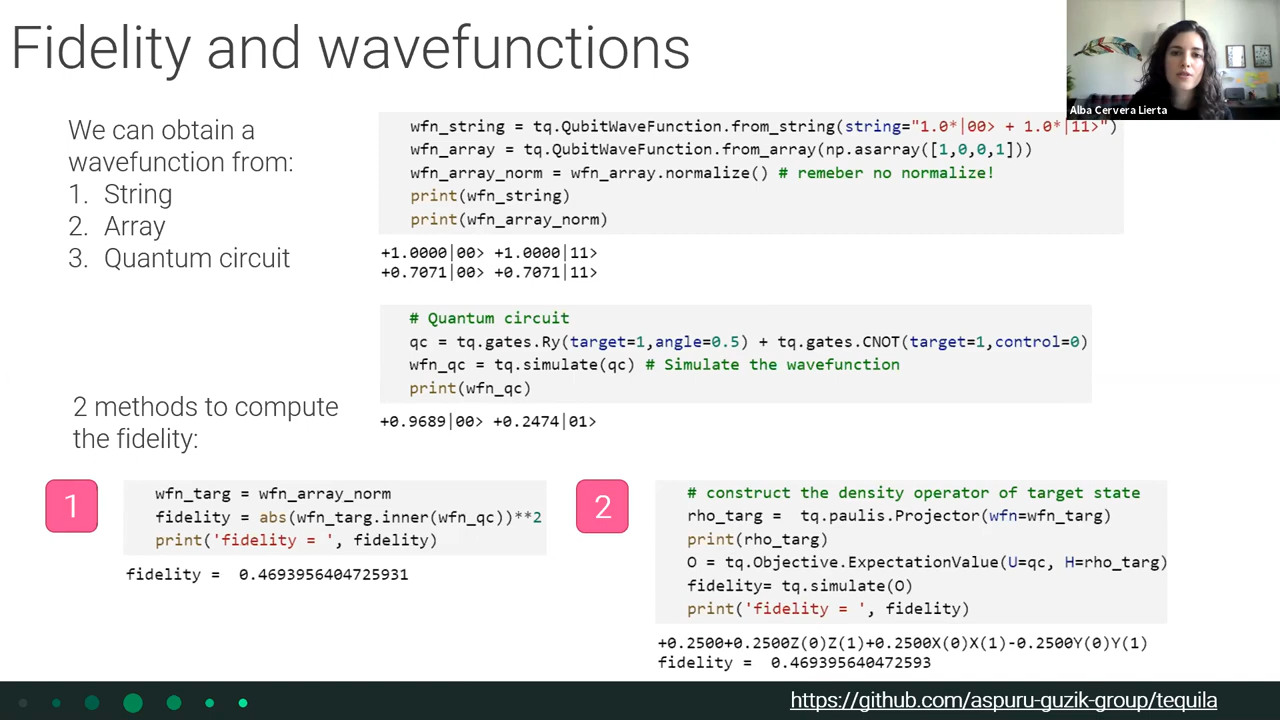 Fidelity and wavefunctions
Alba Cervera Lierta
We can obtain a
wavefunction from:
1. String
2. Array
3. Quantum circuit
wfn_string = tq.QubitWaveFunction.from_string(string="1.0*|00> + 1.0*|11>")
wfn_array = tq.QubitWaveFunction.from_array(np.asarray([1,0,0,1]))
wfn_array_norm = wfn_array.normalize() # remeber no normalize!
print(wfn_string)
print(wfn_array_norm)
+1.0000|00> +1.0000|11>
+0.7071|00> +0.7071|11>
# Quantum circuit
qc = tq.gates.Ry(target=1,angle=0.5) + tq.gates.CNOT(target=1,control=0)
wfn_qc = tq.simulate(qc) # Simulate the wavefunction
print(wfn_qc)
+0.9689|00> +0.2474|01>
2 methods to compute
the fidelity:
1
wfn_targ = wfn_array_norm
fidelity = abs(wfn_targ.inner(wfn_qc))**2
print('fidelity = ', fidelity)
fidelity =  0.4693956404725931
2
# construct the density operator of target state
rho_targ =  tq.paulis.Projector(wfn=wfn_targ)
print(rho_targ)
O = tq.Objective.ExpectationValue(U=qc, H=rho_targ)
fidelity= tq.simulate(O)
print('fidelity = ', fidelity)
+0.2500+0.2500Z(0)Z(1)+0.2500X(0)X(1)-0.2500Y(0)Y(1)
fidelity =  0.469395640472593
https://github.com/aspuru-guzik-group/tequila